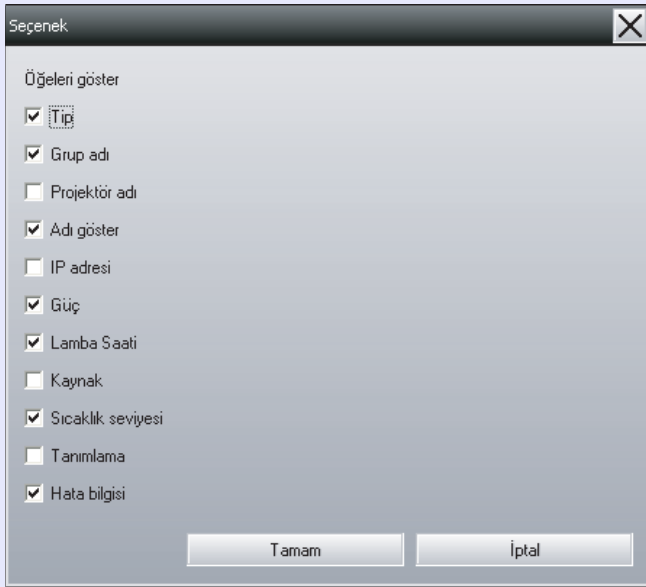 Seçenek
Öğeleri göster
Tip
Grup adı
Projektör adı
Adı göster
IP adresi
Güç
Lamba Saati
Kaynak
Sıcaklık seviyesi
Tanımlama
Hata bilgisi
Tamam İptal